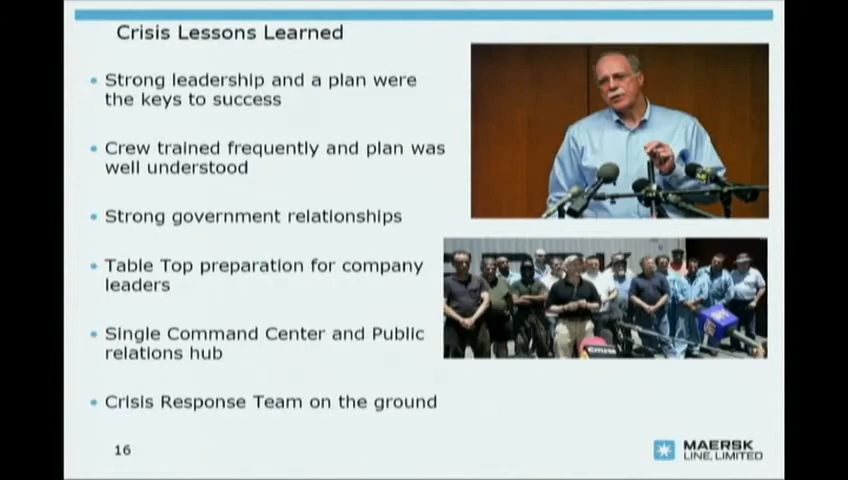 Crisis Lessons Learned
• Strong leadership and a plan were
the keys to success
• Crew trained frequently and plan was
well understood
• Strong government relationships
• Table Top preparation for company
leaders
• Single Command Center and Public
relations hub
• Crisis Response Team on the ground
16
MAERSK
LINE, LIMITED